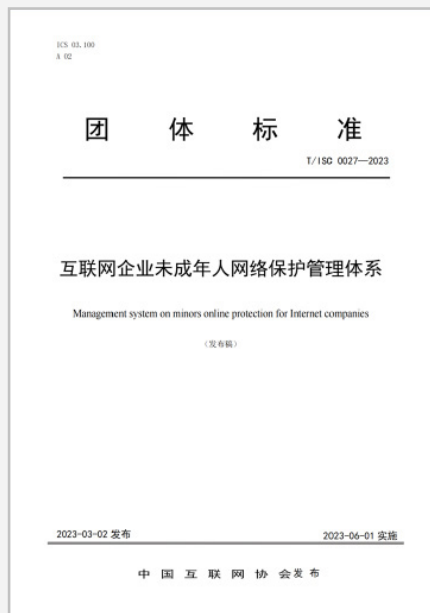 ICS 03.100
A 02
团 体 标 准
T/ISC 0027—2023
互联网企业未成年人网络保护管理体系
Management system on minors online protection for Internet companies
（发布稿）
2023-03-02 发布
2023-06-01 实施
中 国 互 联 网 协 会 发 布